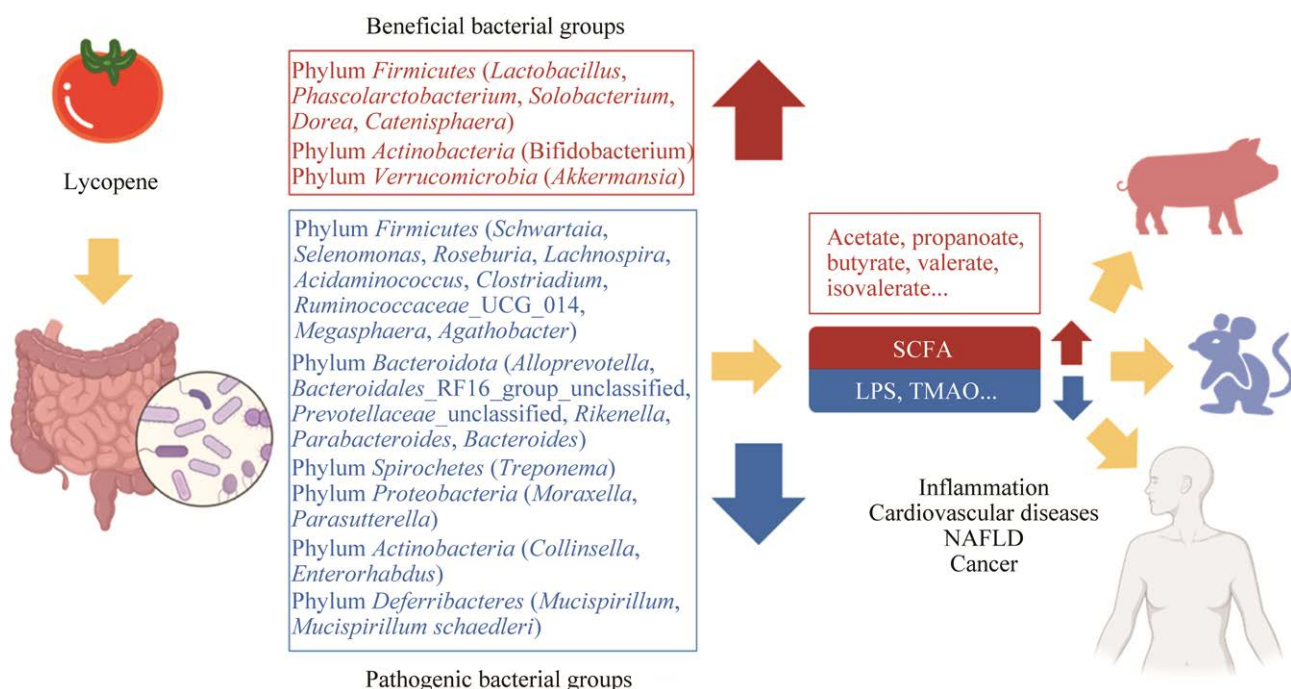 Beneficial bacterial groups
Lycopene
Phylum Firmicutes (Lactobacillus,
Phascolarctobacterium, Solobacterium,
Dorea, Catenisphaera)
Phylum Actinobacteria (Bifidobacterium)
Phylum Verrucomicrobia (Akkermansia)
Phylum Firmicutes (Schwartaia,
Selenomonas, Roseburia, Lachnospira,
Acidaminococcus, Clostriadium,
Ruminococcaceae_UCG_014,
Megasphaera, Agathobacter)
Phylum Bacteroidota (Alloprevotella,
Bacteroidales_RF16_group_unclassified,
Prevotellaceae_unclassified, Rikenella,
Parabacteroides, Bacteroides)
Phylum Spirochetes (Treponema)
Phylum Proteobacteria (Moraxella,
Parasutterella)
Phylum Actinobacteria (Collinsella,
Enterorhabdus)
Phylum Deferribacteres (Mucispirillum,
Mucispirillum schaedleri)
Pathogenic bacterial groups
Acetate, propanoate,
butyrate, valerate,
isovalerate...
SCFA
LPS, TMAO...
Inflammation
Cardiovascular diseases
NAFLD
Cancer